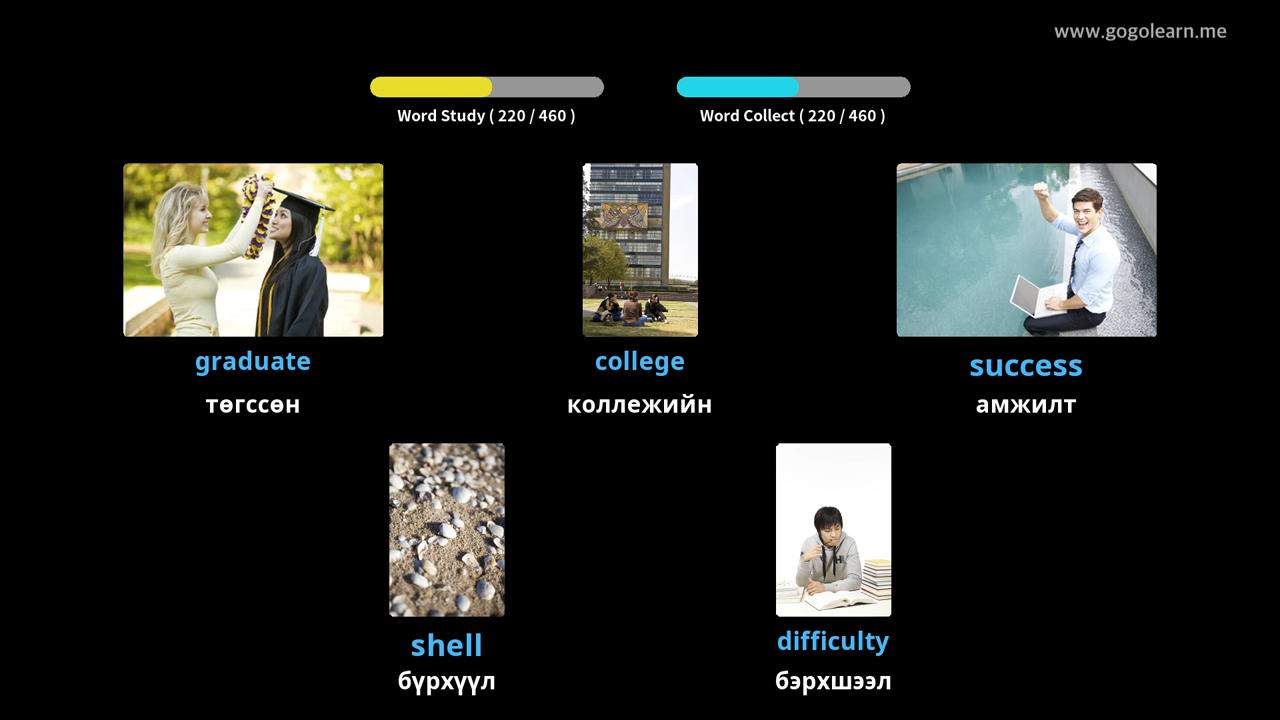 www.gogolearn.me
Word Study ( 220 / 460 )
Word Collect ( 220 / 460 )
graduate
төгссөн
college
коллежийн
success
амжилт
shell
бүрхүүл
difficulty
бэрхшээл